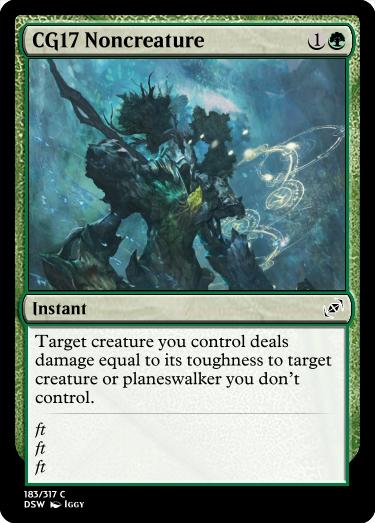 CG17 Noncreature 1
Instant
Target creature you control deals
damage equal to its toughness to target
creature or planeswalker you don't
control.
ft
ft
ft
183/317 C
DSW Iggy